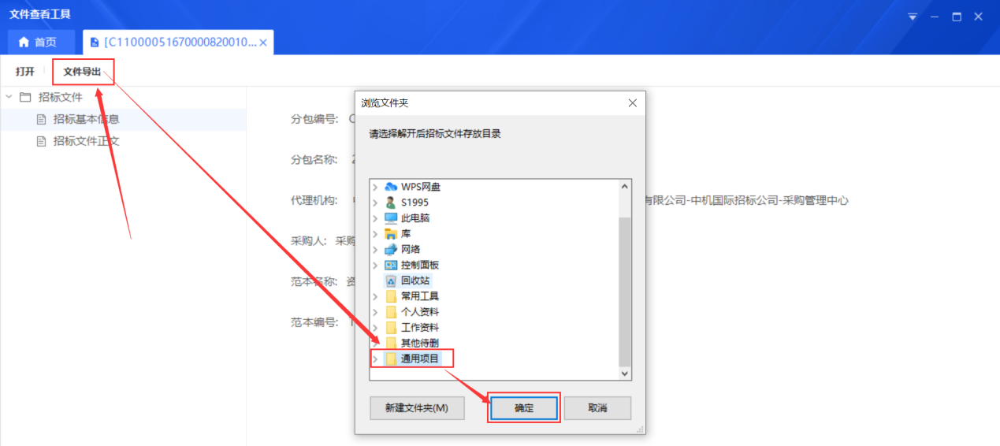 文件查看工具
首页 [C11000051670000820010...
打开 文件导出
招标文件
招标基本信息
招标文件正文
分包编号:
分包名称:
代理机构:
有限公司-中机国际招标公司-采购管理中心
采购人: 采购
范本名称: 资
范本编号:
浏览文件夹
请选择解开后招标文件存放目录
WPS网盘
S1995
此电脑
库
网络
控制面板
回收站
常用工具
个人资料
工作资料
其他待删
通用项目
新建文件夹(M) 确定 取消